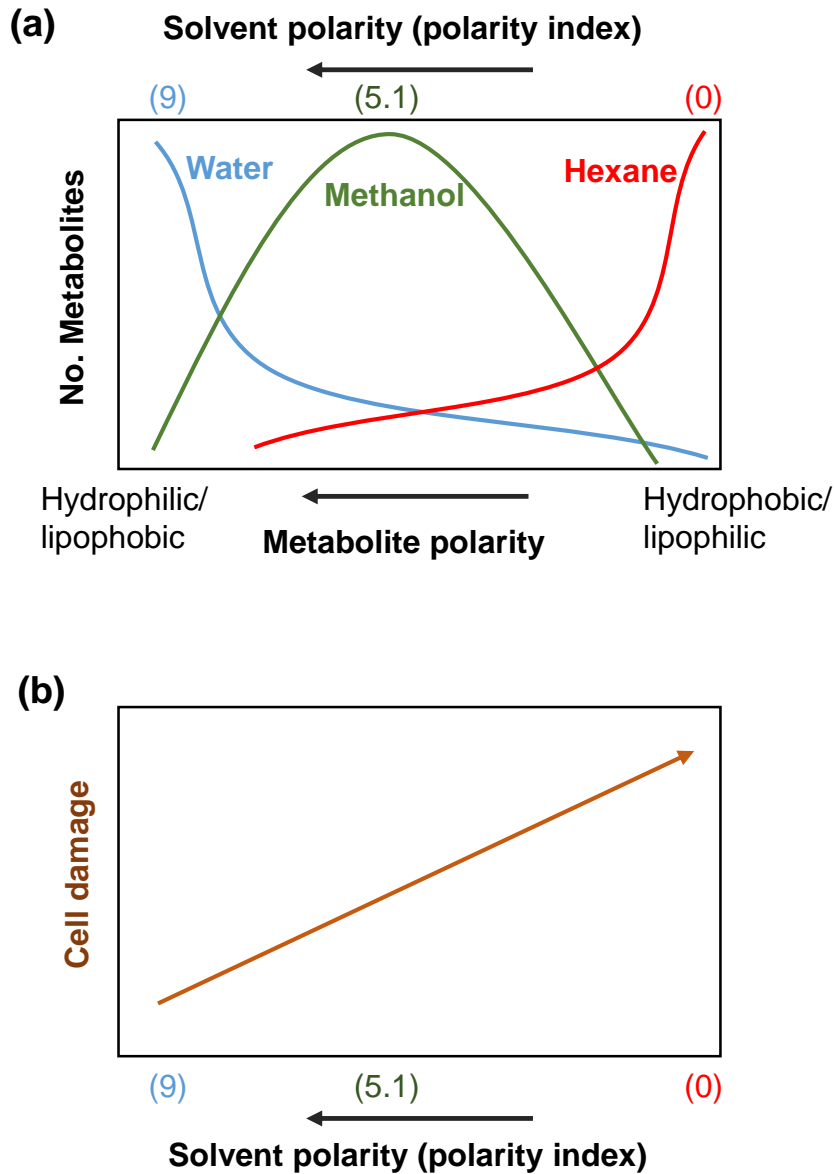 (a)
Solvent polarity (polarity index)
(9)
(5.1)
(0)
Water
Methanol
Hexane
No. Metabolites
Hydrophilic/
lipophobic
Metabolite polarity
Hydrophobic/
lipophilic
(b)
Cell damage
(9)
(5.1)
(0)
Solvent polarity (polarity index)